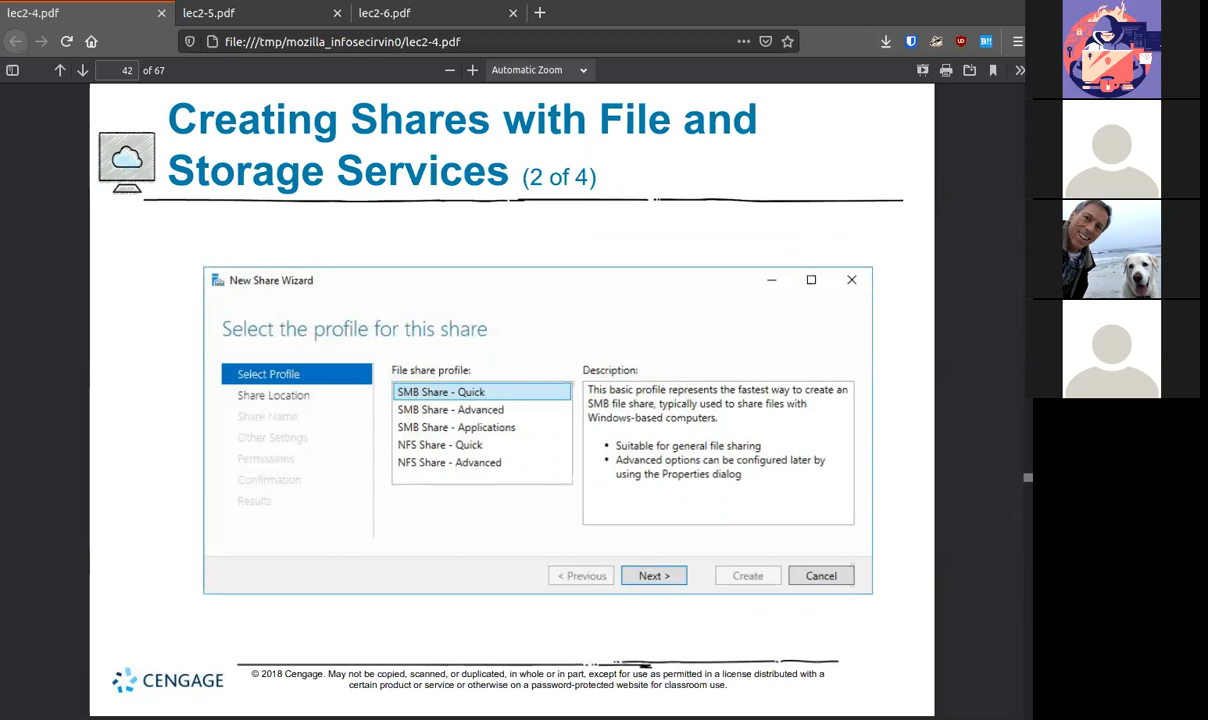 lec2-4.pdf
lec2-5.pdf
lec2-6.pdf
file:///tmp/mozilla_infosecirvin0/lec2-4.pdf
42 of 67
Automatic Zoom
Creating Shares with File and
Storage Services (2 of 4)
New Share Wizard
Select the profile for this share
Select Profile
Share Location
Share Name
Other Settings
Permissions
Confirmation
Results
File share profile:
SMB Share - Quick
SMB Share - Advanced
SMB Share - Applications
NFS Share - Quick
NFS Share - Advanced
Description:
This basic profile represents the fastest way to create an
SMB file share, typically used to share files with
Windows-based computers.
• Suitable for general file sharing
• Advanced options can be configured later by
using the Properties dialog
< Previous
Next >
Create
Cancel
CENGAGE
© 2018 Cengage. May not be copied, scanned, or duplicated, in whole or in part, except for use as permitted in a license distributed with a
certain product or service or otherwise on a password-protected website for classroom use.